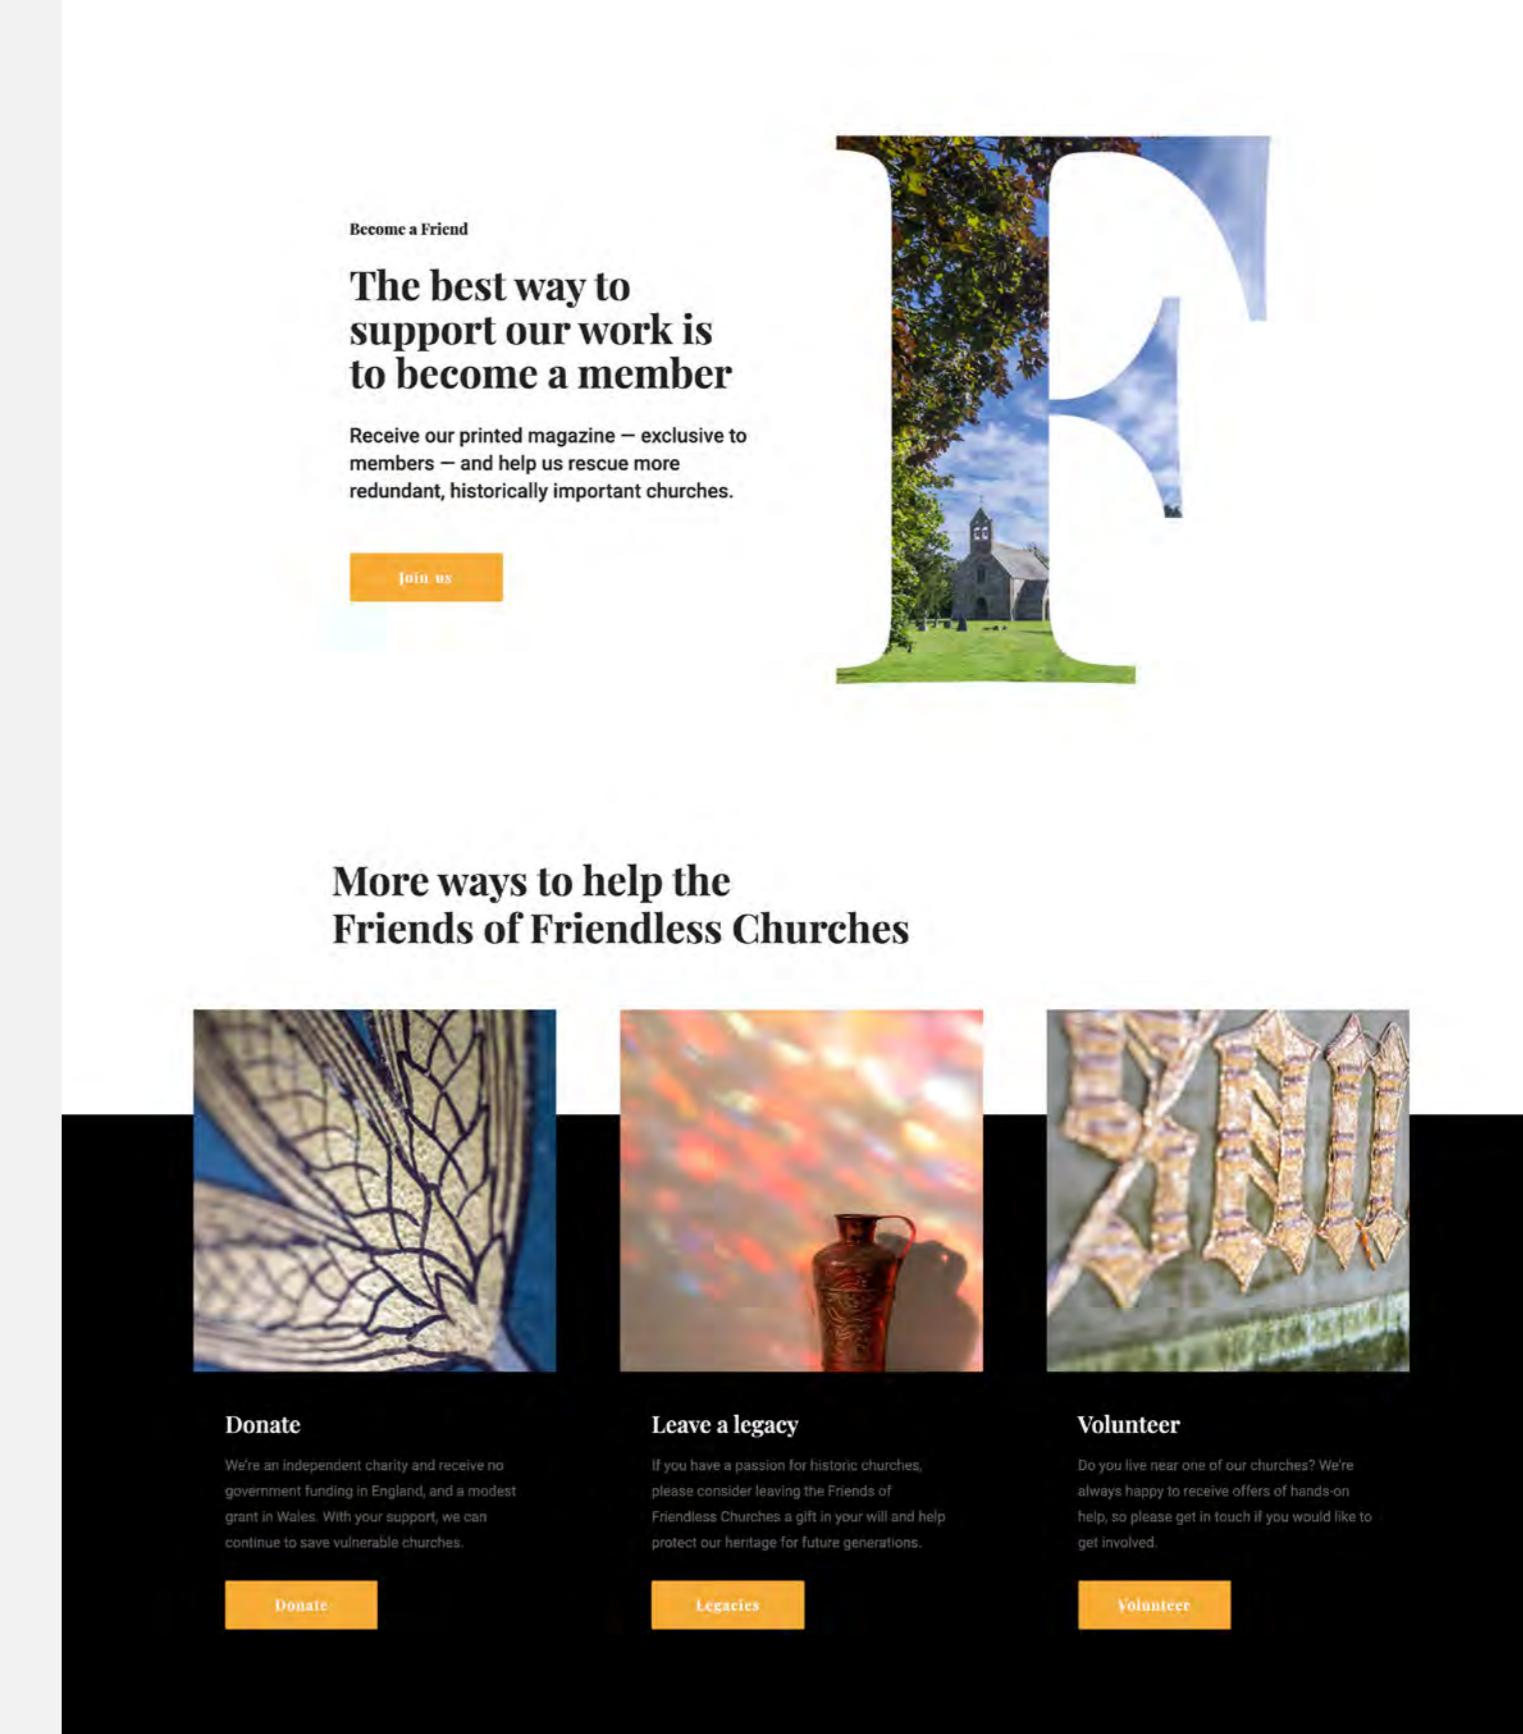 Become a Friend
The best way to
support our work is
to become a member
Receive our printed magazine — exclusive to
members — and help us rescue more
redundant, historically important churches.
Join us
F
More ways to help the
Friends of Friendless Churches
Donate
We're an independent charity and receive no
government funding in England, and a modest
grant in Wales. With your support, we can
continue to save vulnerable churches.
Donate
Leave a legacy
If you have a passion for historic churches,
please consider leaving the Friends of
Friendless Churches a gift in your will and help
protect our heritage for future generations.
Legacies
Volunteer
Do you live near one of our churches? We're
always happy to receive offers of hands-on
help, so please get in touch if you would like to
get involved.
Volunteer